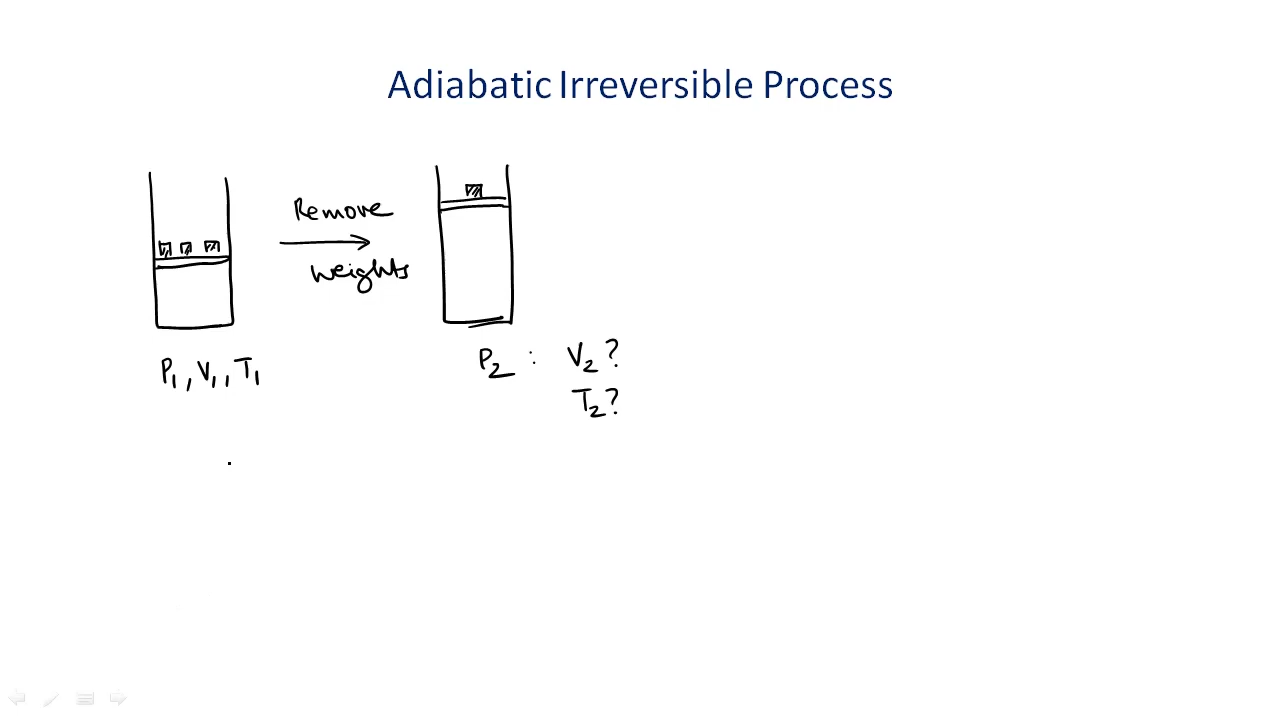 Adiabatic Irreversible Process
Remove
Weights
P₁, V₁, T₁
P₂ : V₂ ?
T₂ ?